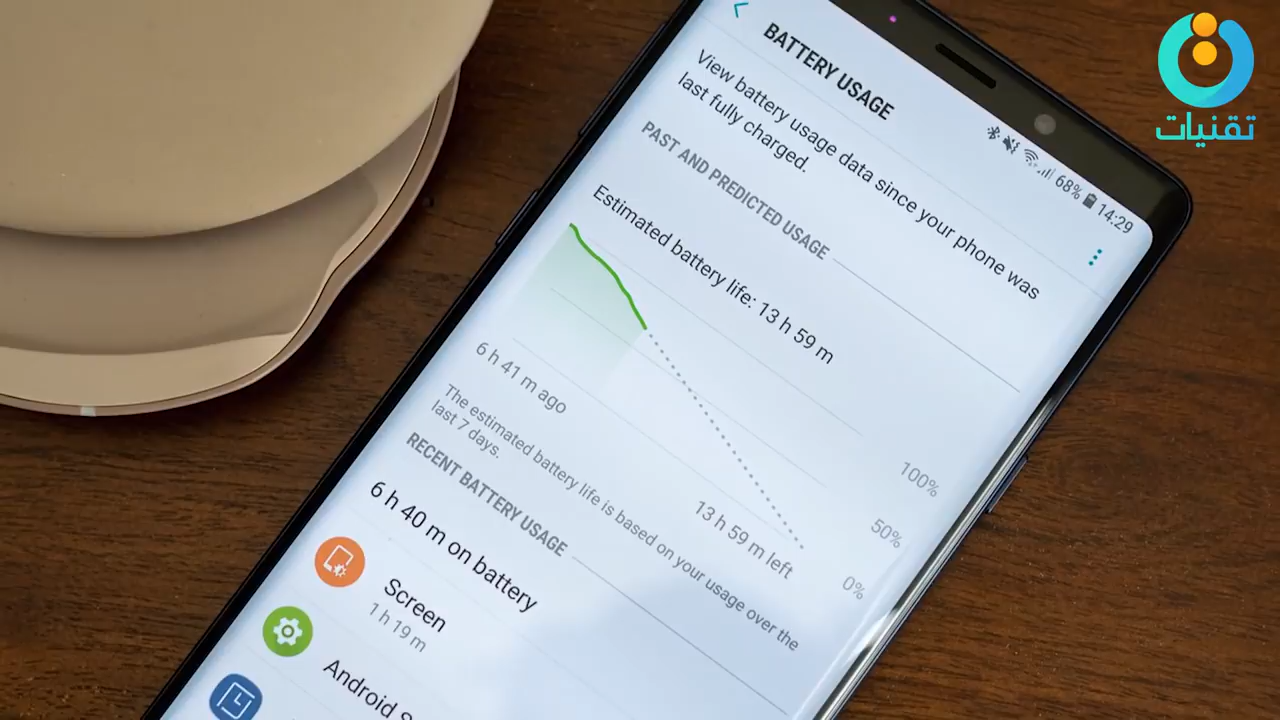 تقنيات
BATTERY USAGE
68% 14:29
View battery usage data since your phone was
last fully charged.
PAST AND PREDICTED USAGE
Estimated battery life: 13 h 59 m
100%
50%
0%
6 h 41 m ago
13 h 59 m left
The estimated battery life is based on your usage over the
last 7 days.
RECENT BATTERY USAGE
6 h 40 m on battery
Screen
1 h 19 m
Android